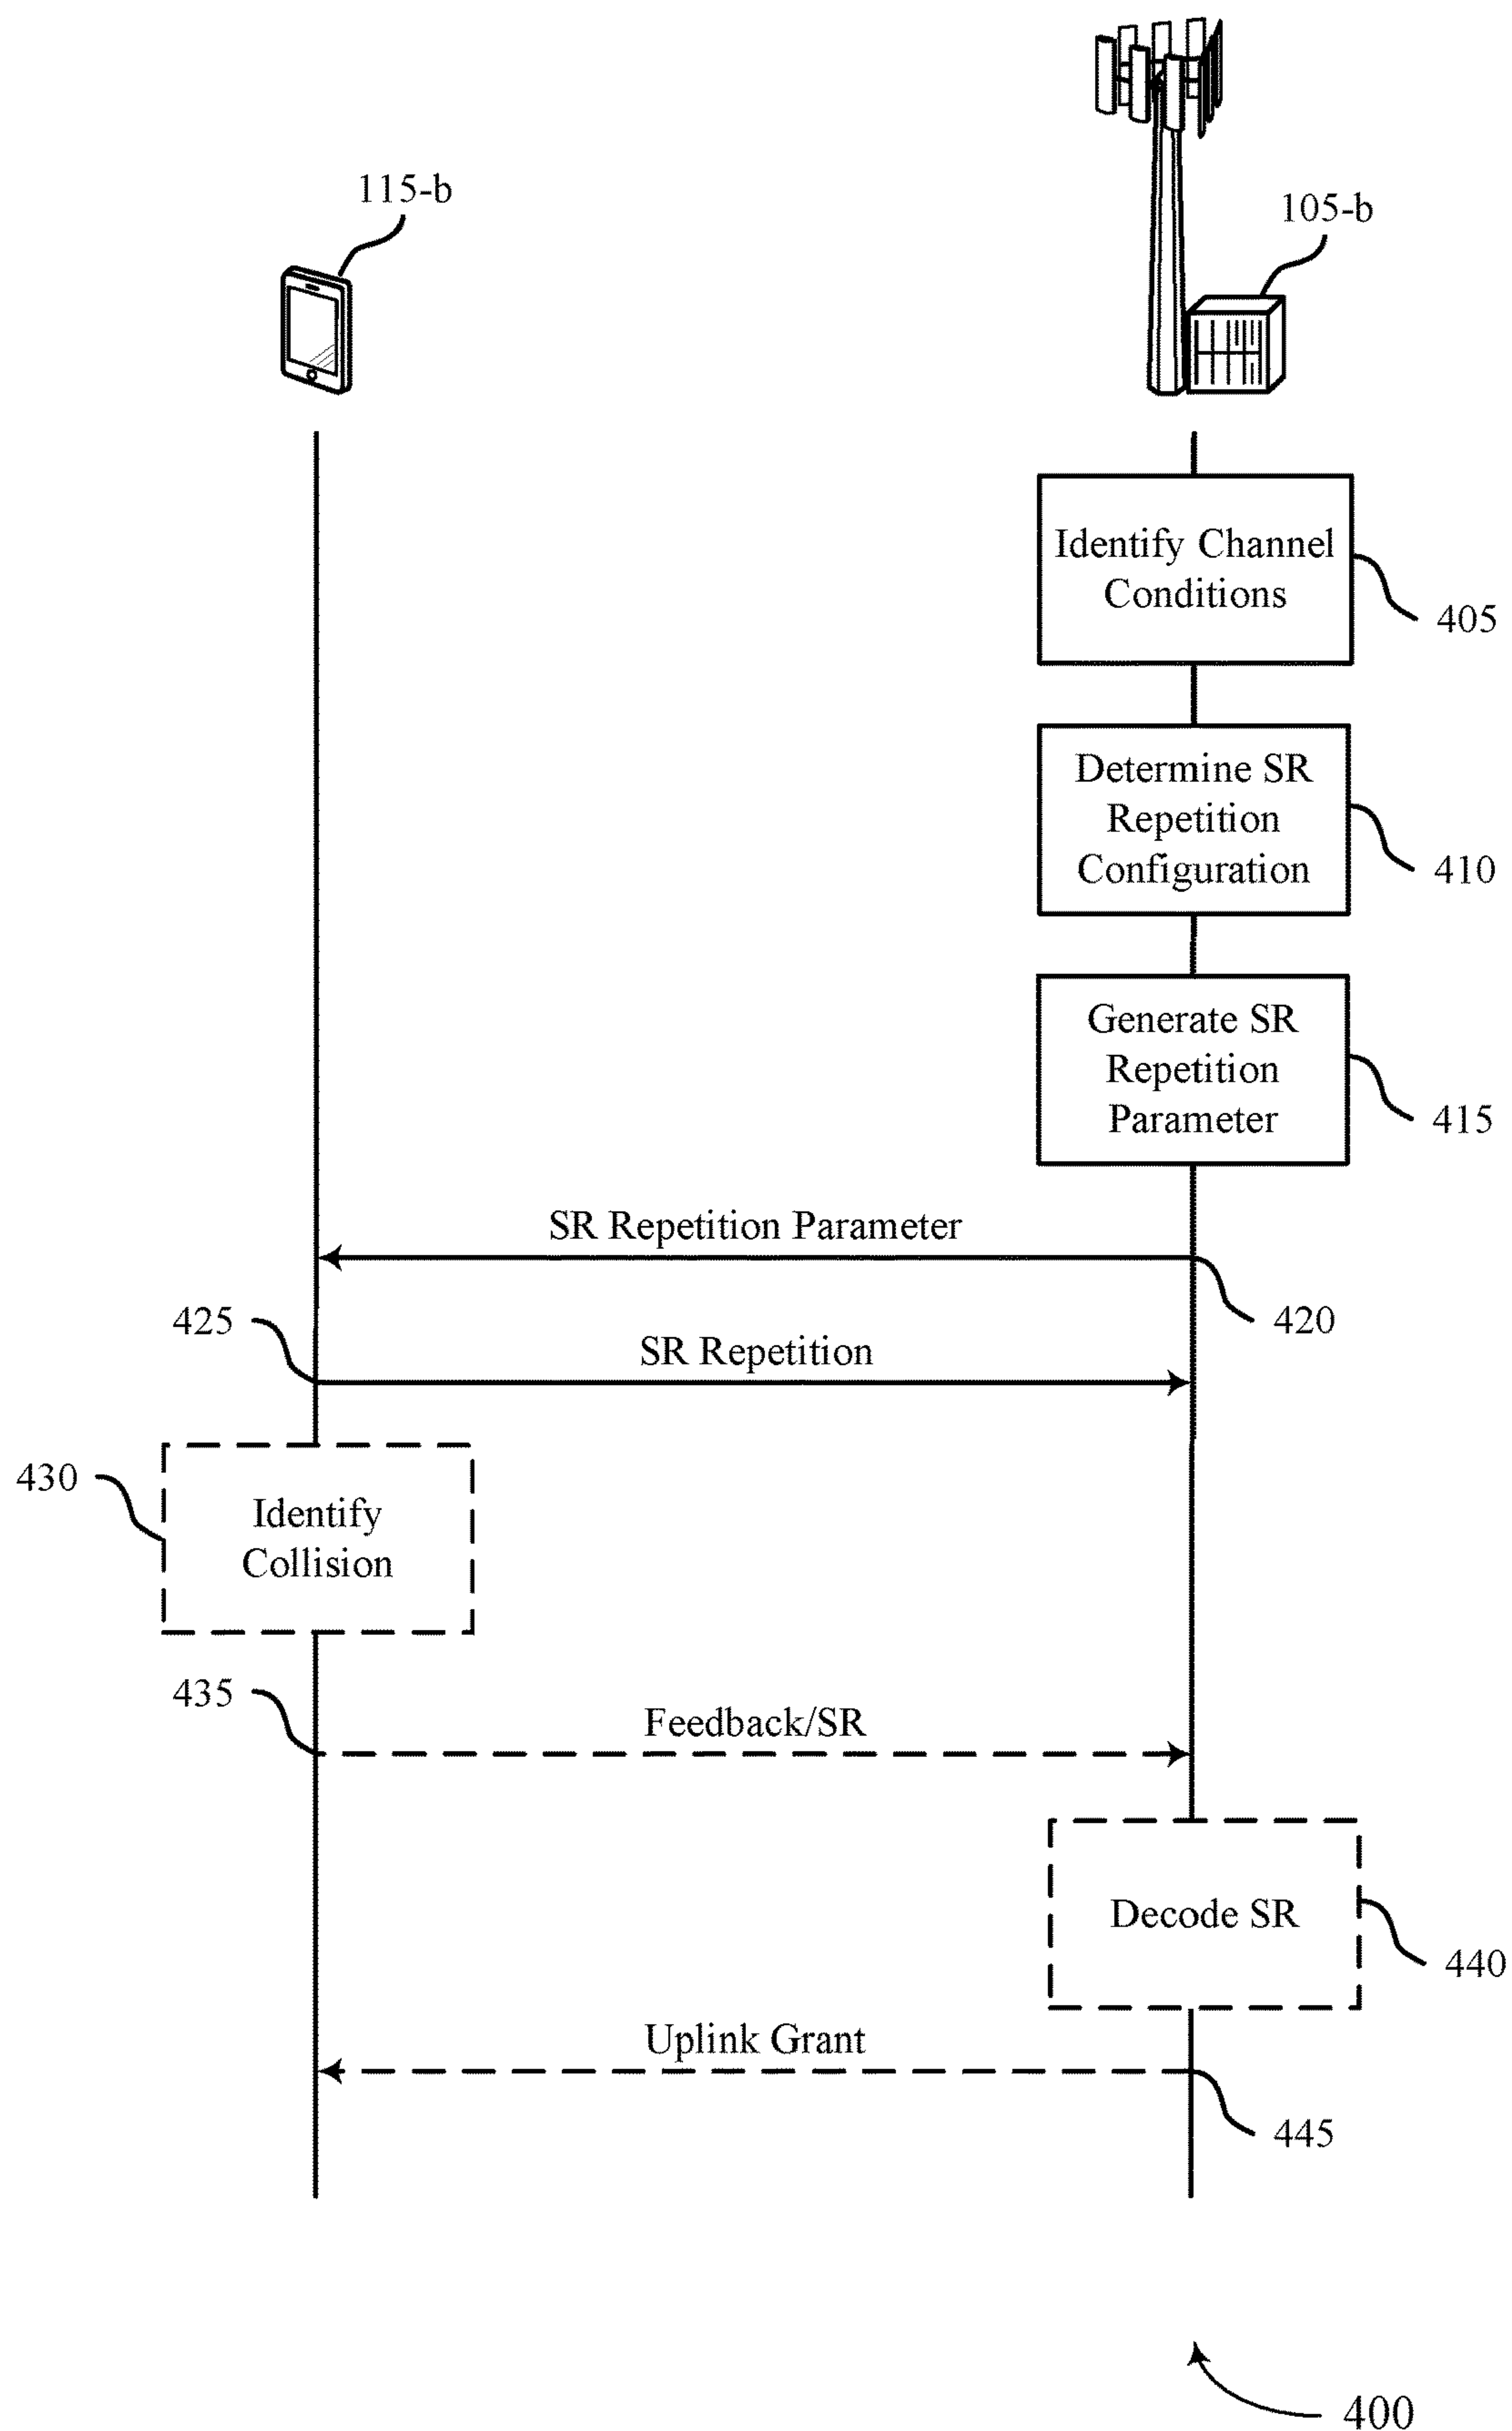 115-b
105-b
Identify Channel
Conditions
405
Determine SR
Repetition
Configuration
410
Generate SR
Repetition
Parameter
415
SR Repetition Parameter
420
425
SR Repetition
430
Identify
Collision
435
Feedback/SR
Decode SR
440
Uplink Grant
445
400